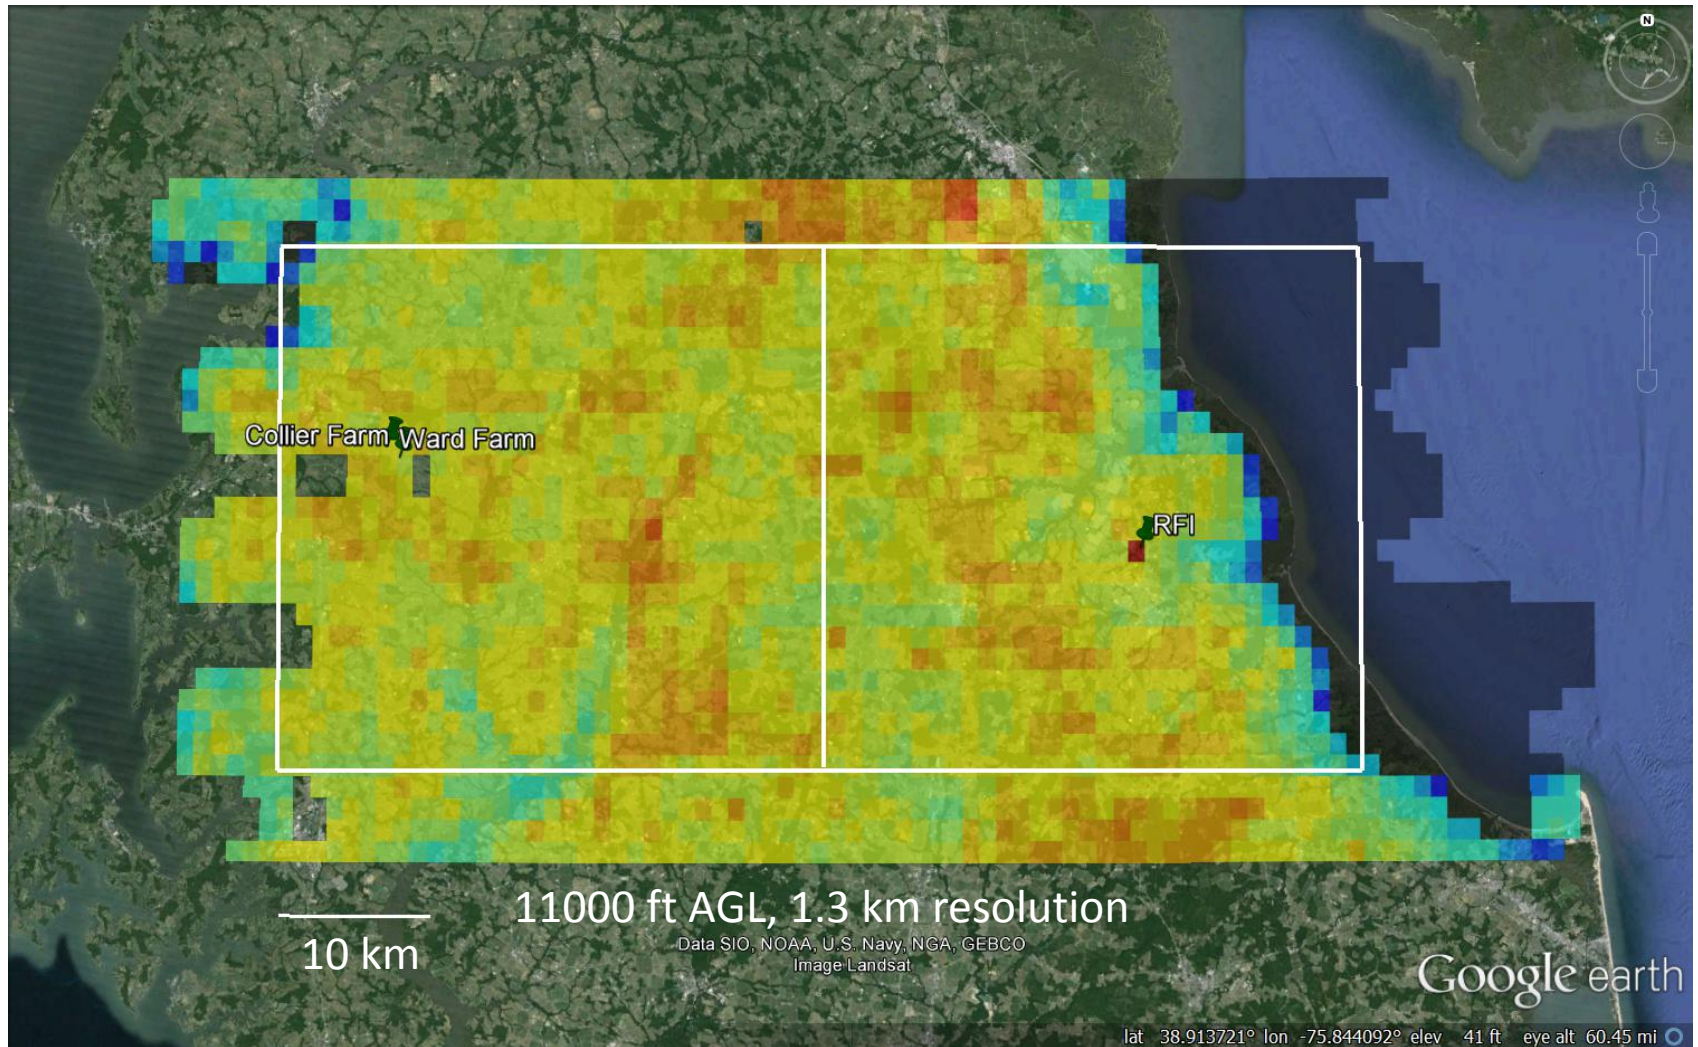 N
Collier Farm
Ward Farm
RFI
11000 ft AGL, 1.3 km resolution
10 km
Data SIO, NOAA, U.S. Navy, NGA, GEBCO
Image Landsat
Google earth
lat 38.913721° lon -75.844092° elev 41 ft eye alt 60.45 mi